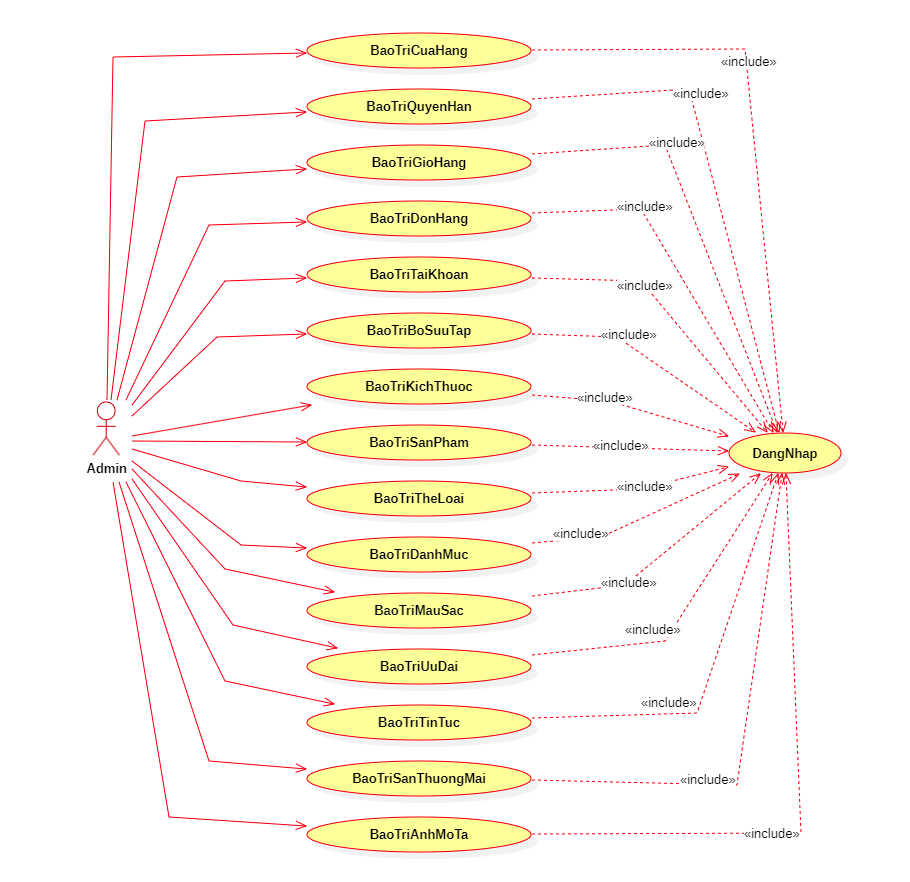 BaoTriCuaHang
«include»
BaoTriQuyenHan
«include»
BaoTriGioHang
«include»
BaoTriDonHang
«include»
BaoTriTaiKhoan
«include»
BaoTriBoSuuTap
«include»
BaoTriKichThuoc
«include»
BaoTriSanPham
«include»
DangNhap
Admin
BaoTriTheLoai
«include»
BaoTriDanhMuc
«include»
BaoTriMauSac
«include»
BaoTriUuDai
«include»
BaoTriTinTuc
«include»
BaoTriSanThuongMai
«include»
BaoTriAnhMoTa
«include»